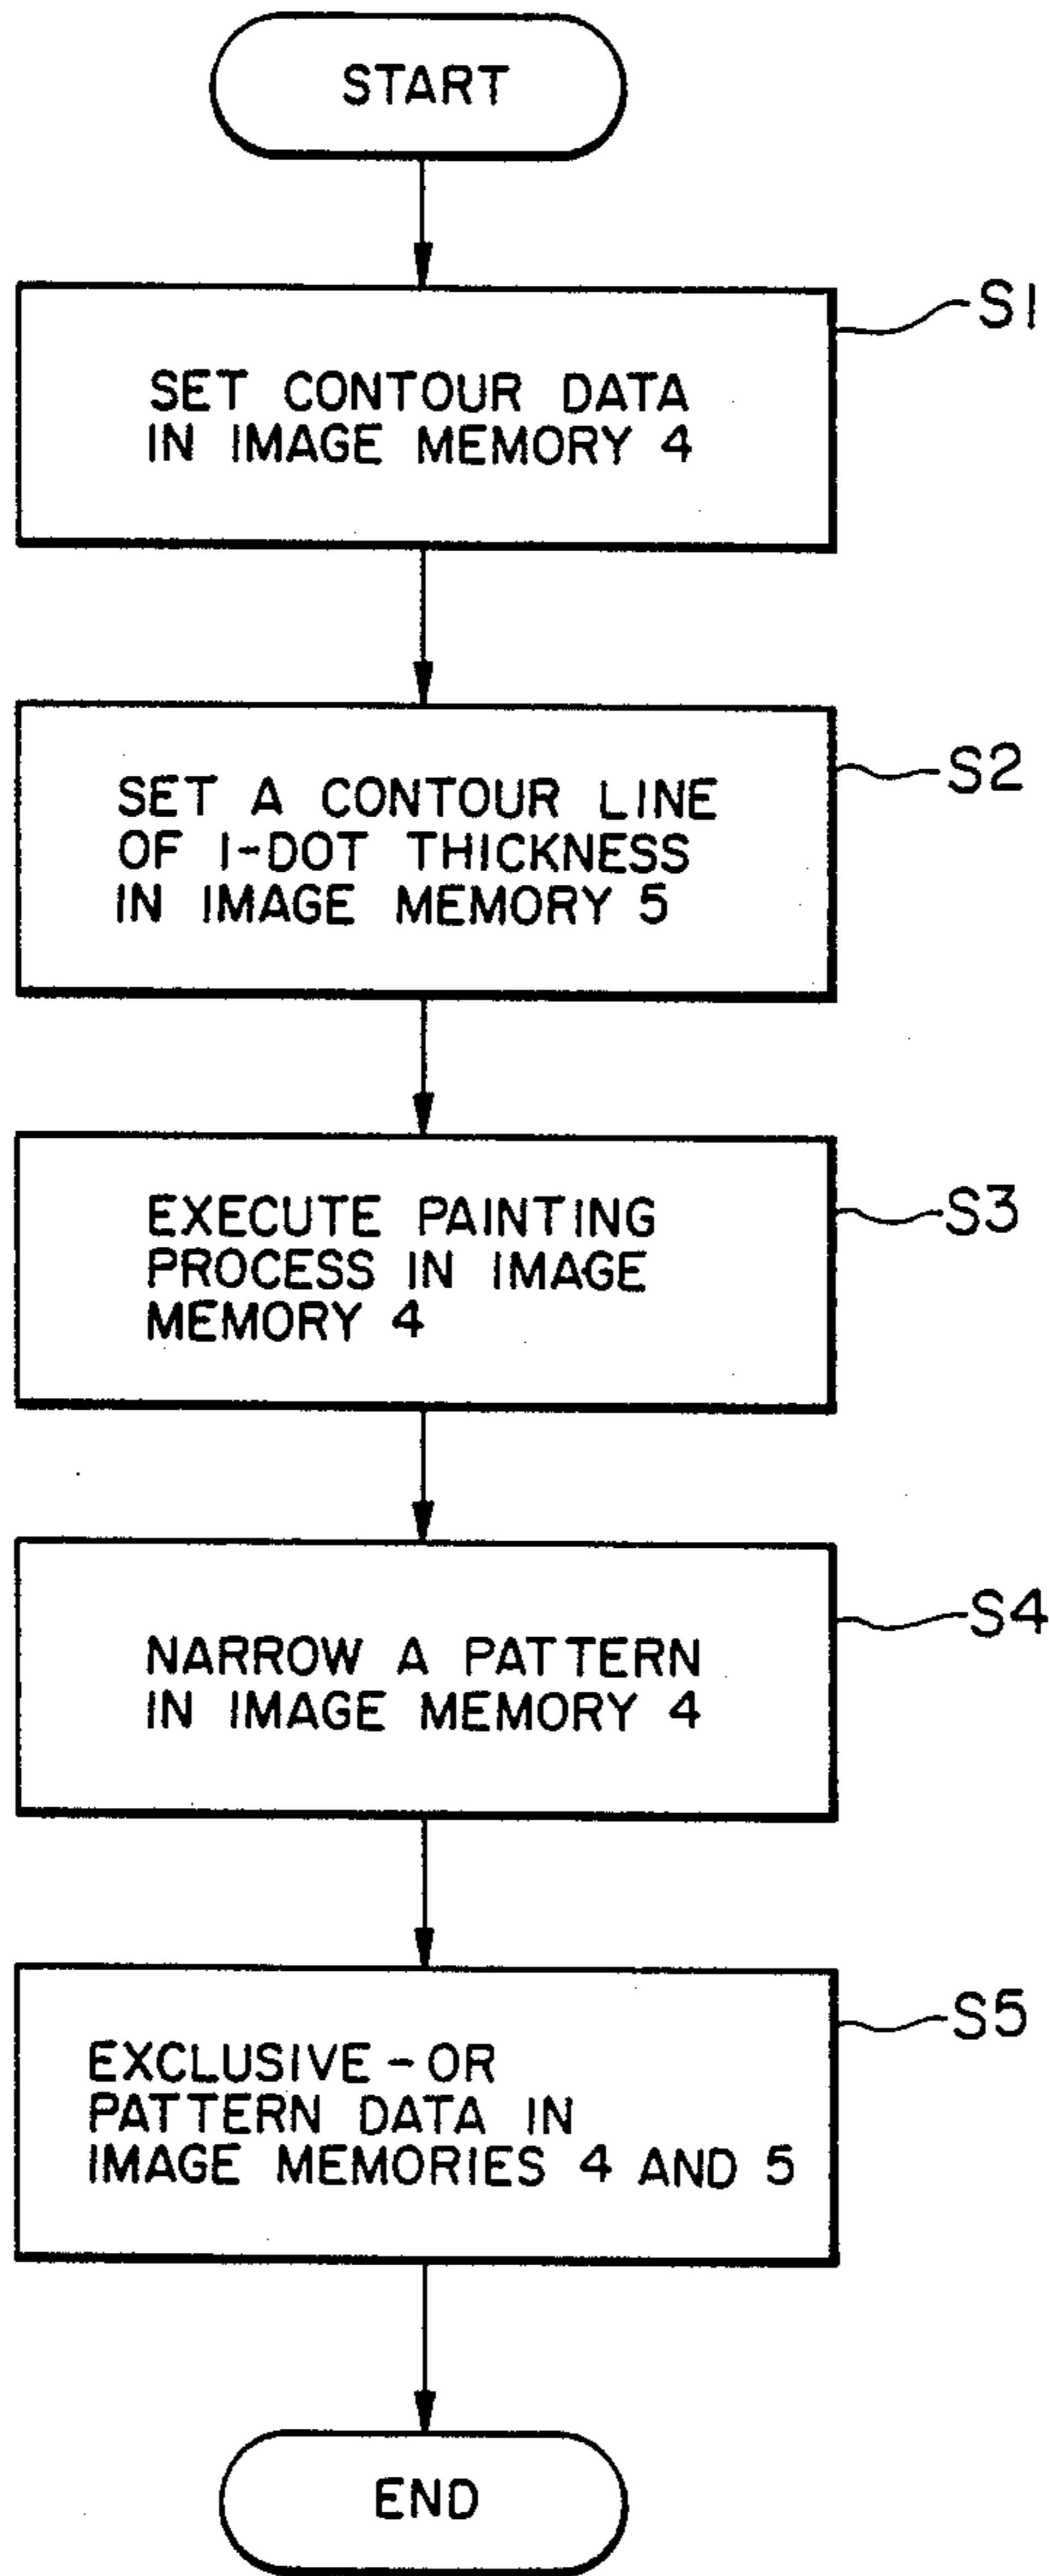 START
S1
SET CONTOUR DATA
IN IMAGE MEMORY 4
S2
SET A CONTOUR LINE
OF 1-DOT THICKNESS
IN IMAGE MEMORY 5
S3
EXECUTE PAINTING
PROCESS IN IMAGE
MEMORY 4
S4
NARROW A PATTERN
IN IMAGE MEMORY 4
S5
EXCLUSIVE-OR
PATTERN DATA IN
IMAGE MEMORIES 4 AND 5
END